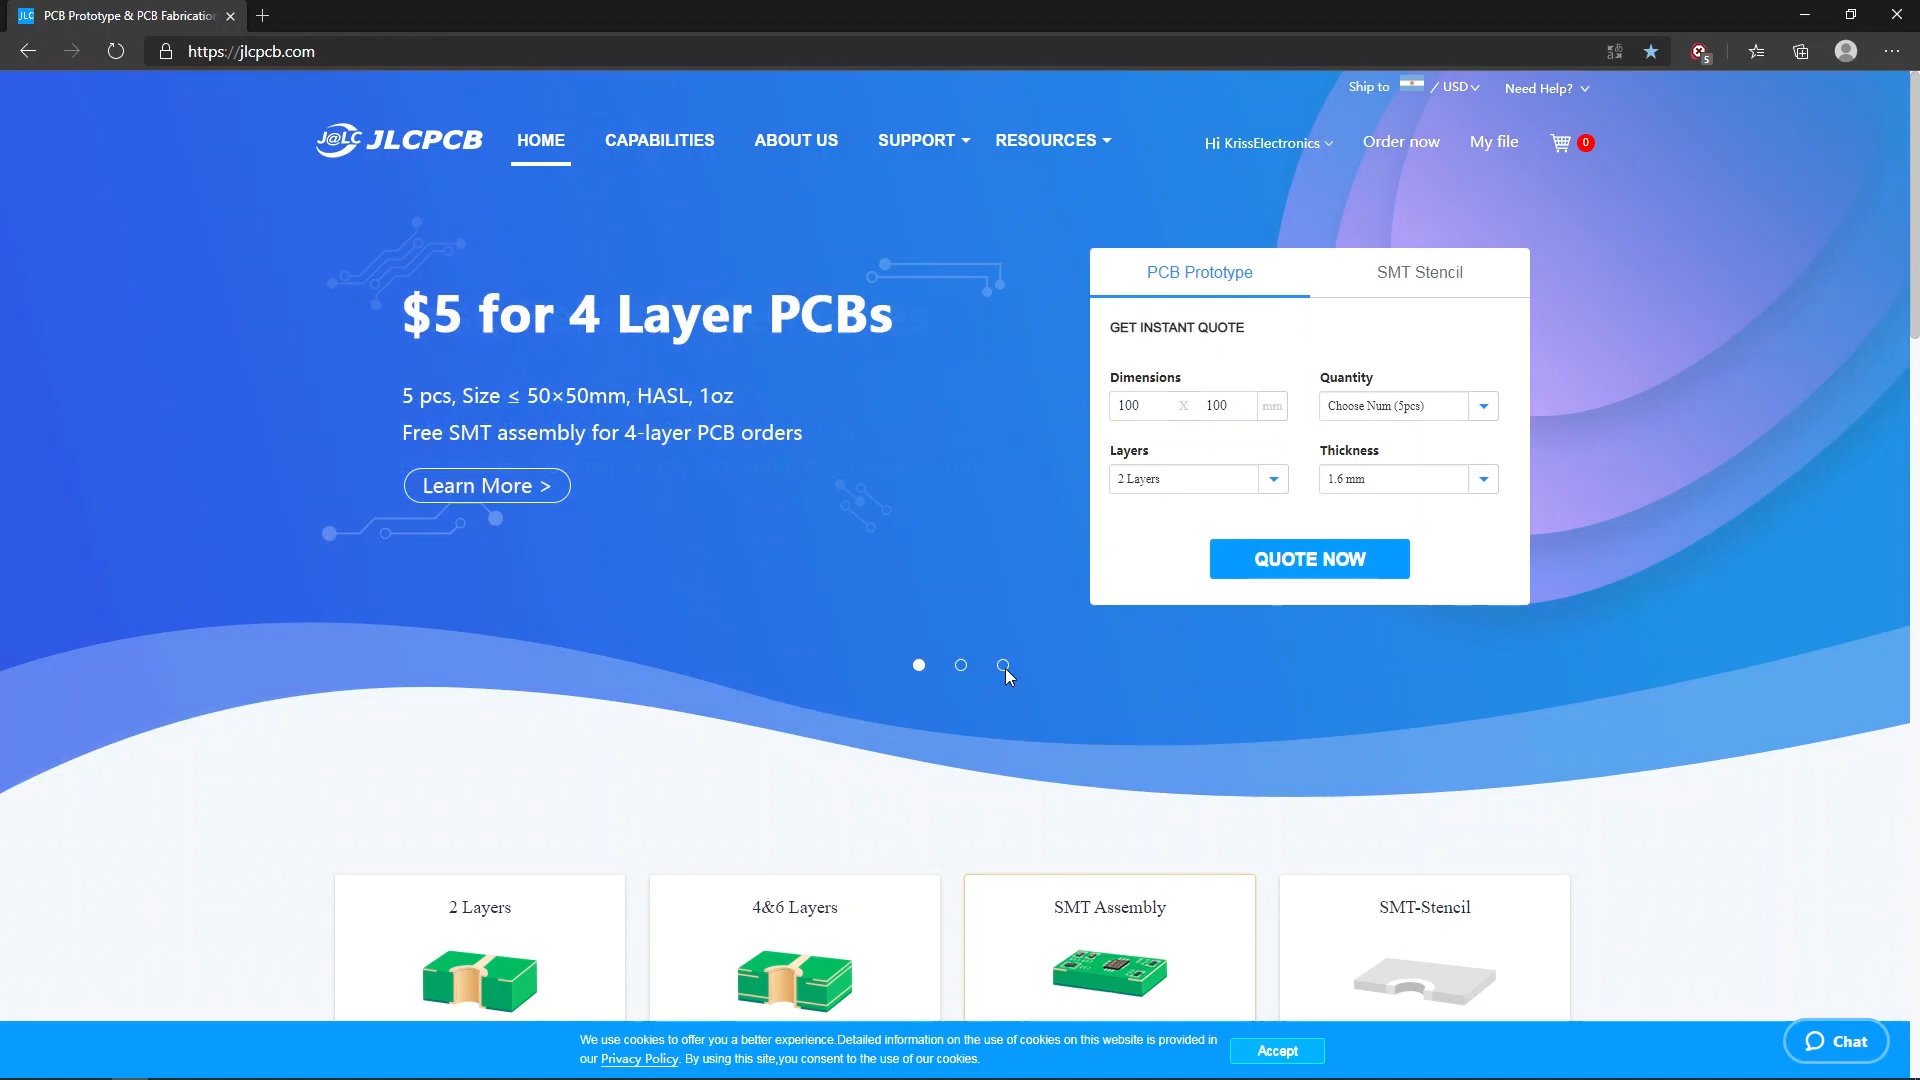 JLC PCB Prototype & PCB Fabrication
https://jlcpcb.com
5
Ship to / USD Need Help?
J@LC JLCPCB HOME CAPABILITIES ABOUT US SUPPORT RESOURCES Hi KrissElectronics Order now My file 0
$5 for 4 Layer PCBs
5 pcs, Size ≤ 50×50mm, HASL, 1oz
Free SMT assembly for 4-layer PCB orders
Learn More >
PCB Prototype SMT Stencil
GET INSTANT QUOTE
Dimensions Quantity
100 X 100 mm Choose Num (5pcs)
Layers Thickness
2 Layers 1.6 mm
QUOTE NOW
2 Layers 4&6 Layers SMT Assembly SMT-Stencil
We use cookies to offer you a better experience.Detailed information on the use of cookies on this website is provided in
our Privacy Policy. By using this site,you consent to the use of our cookies.
Accept
Chat